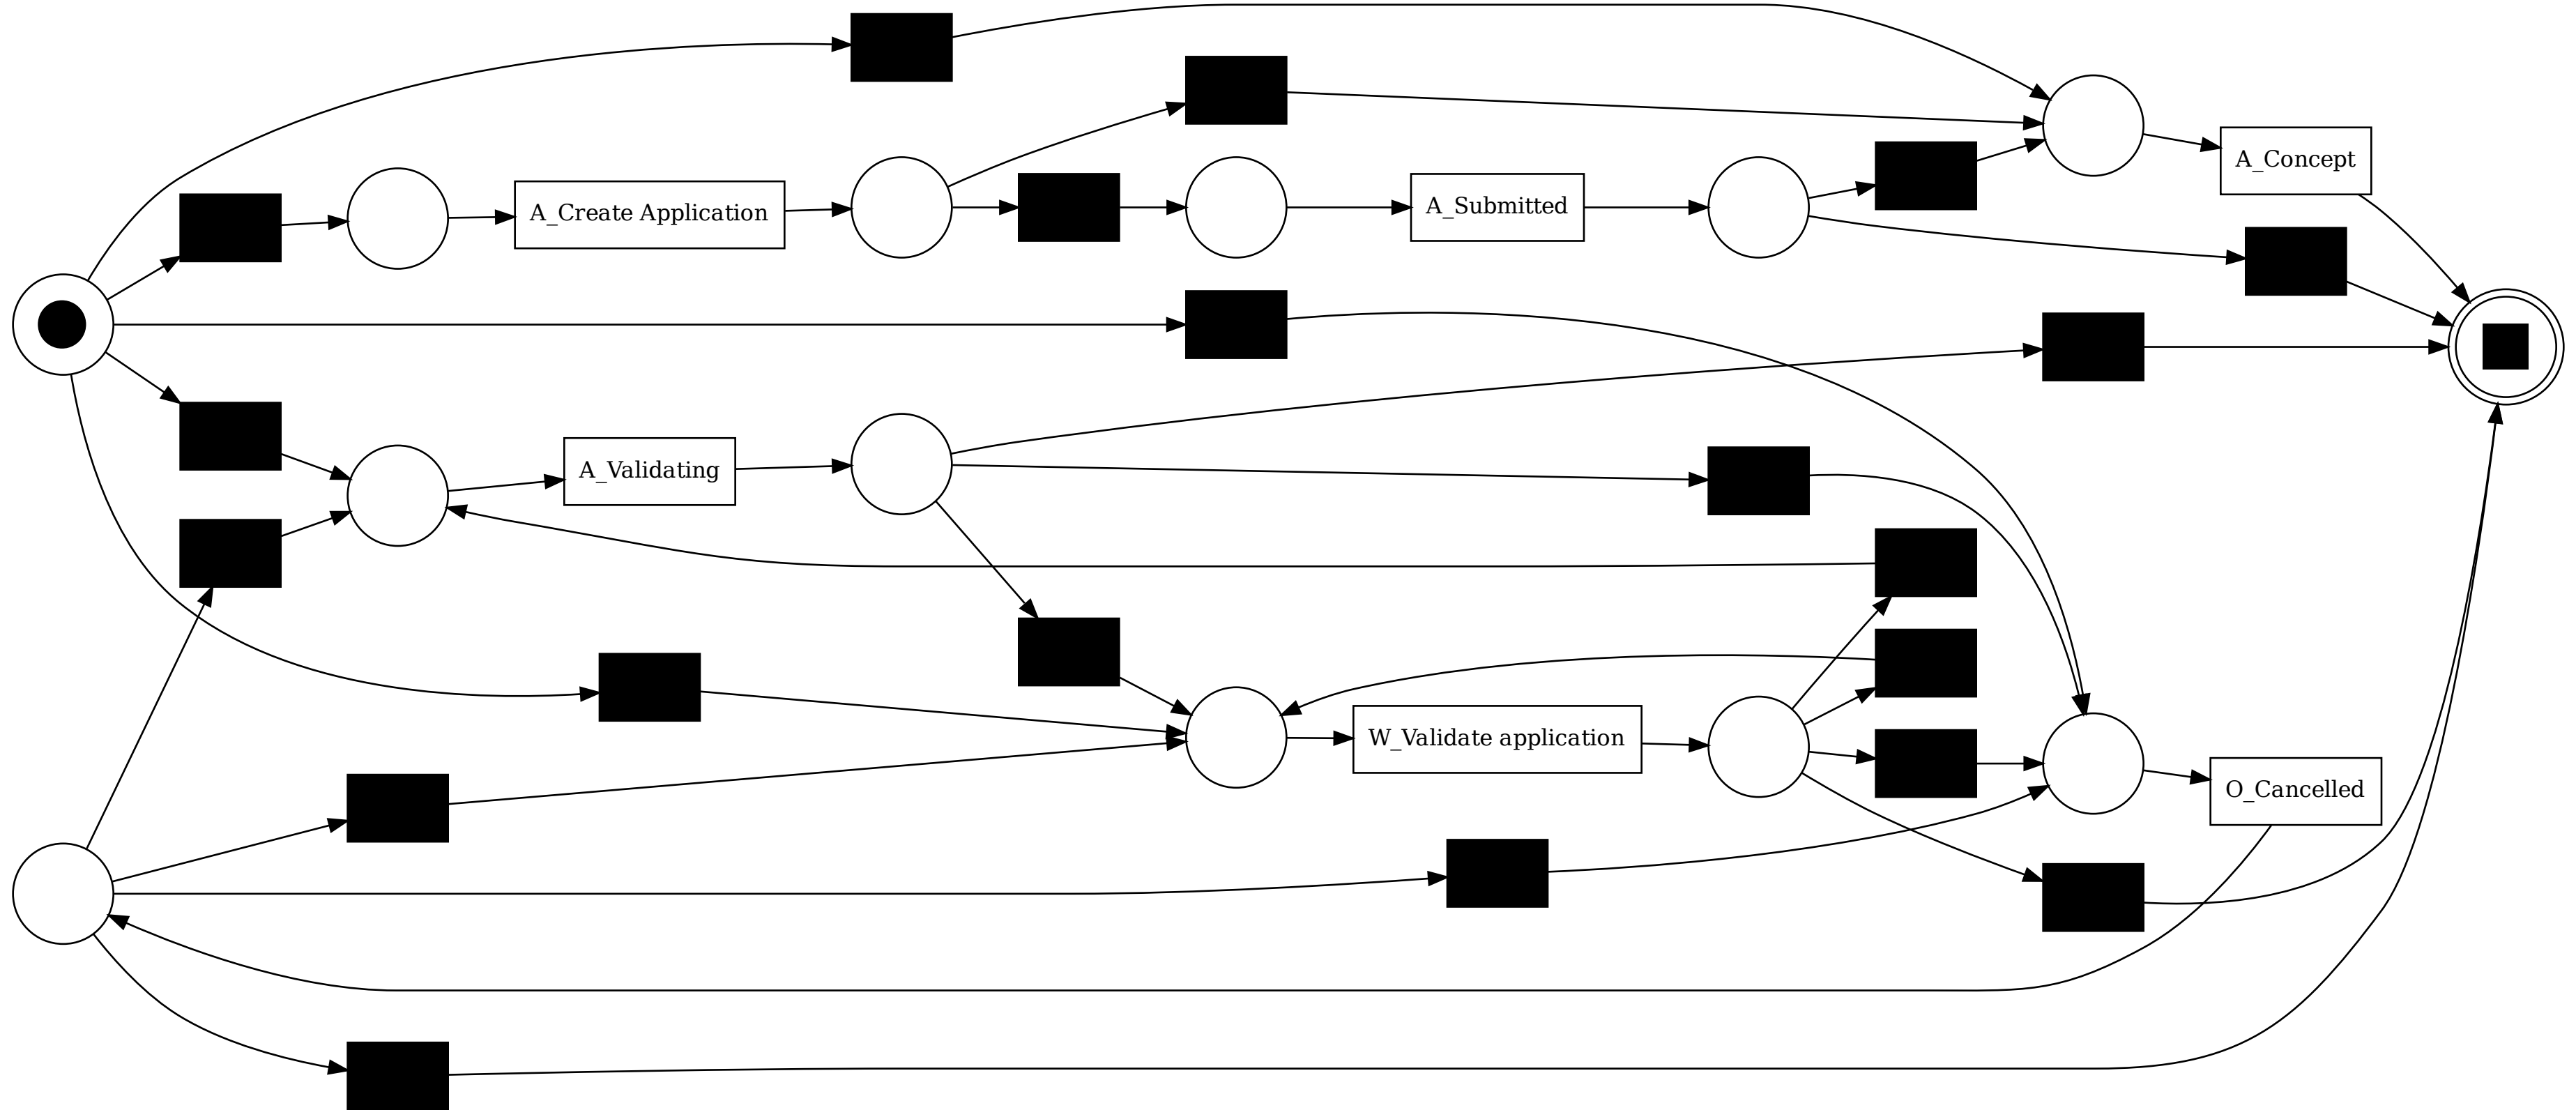 A_Concept
A_Create Application
A_Submitted
A_Validating
W_Validate application
O_Cancelled